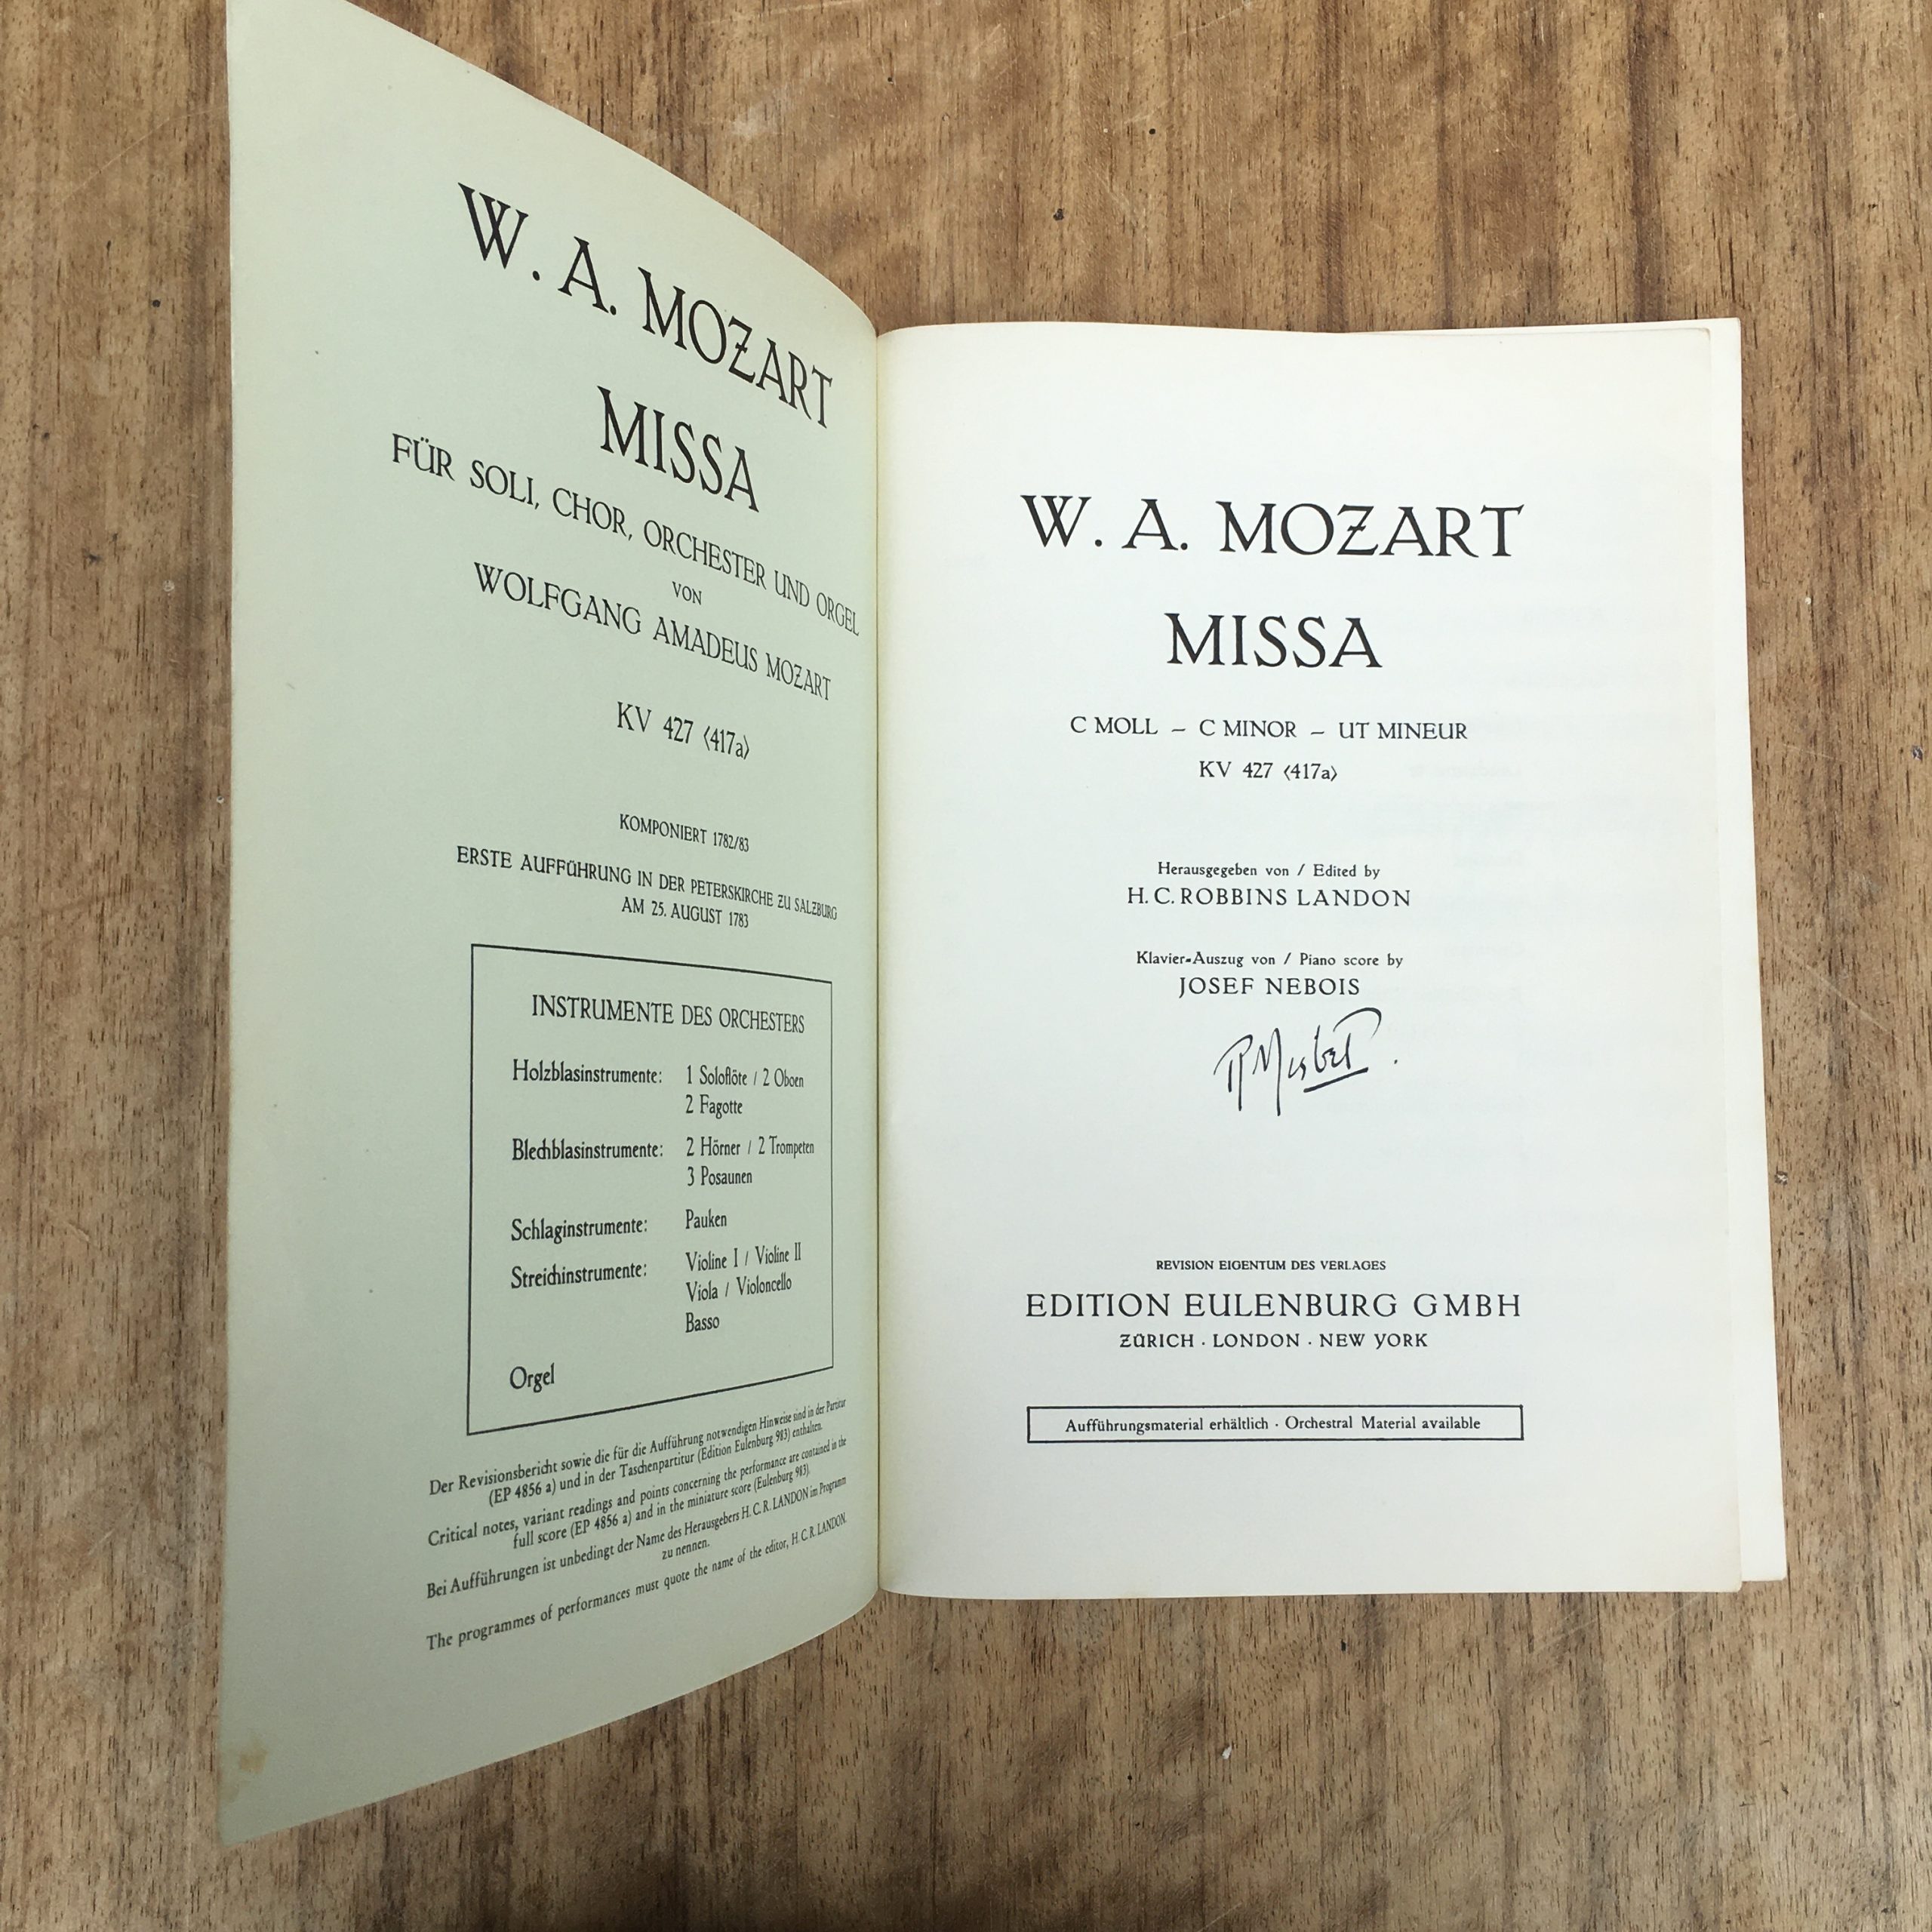 W. A. MOZART
MISSA
FÜR SOLI, CHOR, ORCHESTER UND ORGEL
VON
WOLFGANG AMADEUS MOZART
KV 427 ⟨417a⟩
KOMPONIERT 1782/83
ERSTE AUFFÜHRUNG IN DER PETERSKIRCHE ZU SALZBURG
AM 25. AUGUST 1783
INSTRUMENTE DES ORCHESTERS
Holzblasinstrumente: 1 Soloflöte / 2 Oboen
2 Fagotte
Blechblasinstrumente: 2 Hörner / 2 Trompeten
3 Posaunen
Schlaginstrumente: Pauken
Streichinstrumente: Violine I / Violine II
Viola / Violoncello
Basso
Orgel
Der Revisionsbericht sowie die für die Aufführung notwendigen Hinweise sind in der Partitur
(EP 4856 a) und in der Taschenpartitur (Edition Eulenburg 983) enthalten.
Critical notes, variant readings and points concerning the performance are contained in the
full score (EP 4856 a) and in the miniature score (Eulenburg 983).
Bei Aufführungen ist unbedingt der Name des Herausgebers H. C. R. LANDON im Programm
zu nennen.
The programmes of performances must quote the name of the editor, H. C. R. LANDON.
W. A. MOZART
MISSA
C MOLL – C MINOR – UT MINEUR
KV 427 ⟨417a⟩
Herausgegeben von / Edited by
H. C. ROBBINS LANDON
Klavier-Auszug von / Piano score by
JOSEF NEBOIS
REVISION EIGENTUM DES VERLAGES
EDITION EULENBURG GMBH
ZÜRICH · LONDON · NEW YORK
Aufführungsmaterial erhältlich · Orchestral Material available